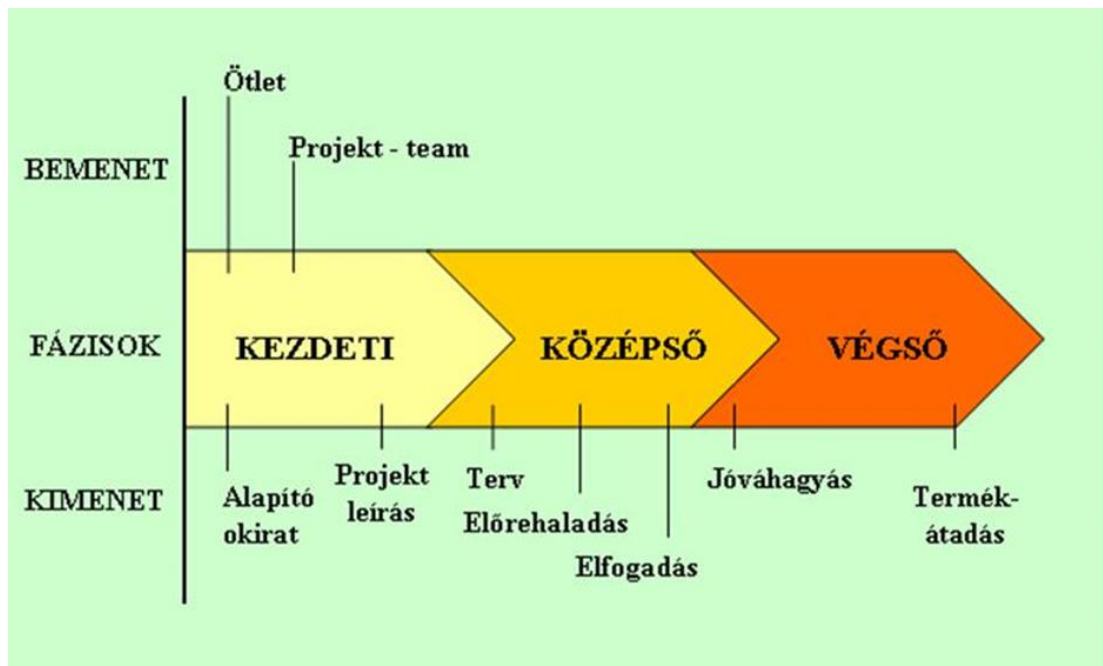 Ötlet
Projekt - team
BEMENET
FÁZISOK
KEZDETI
KÖZÉPSŐ
VÉGSŐ
KIMENET
Alapító
okirat
Projekt
leírás
Terv
Előrehaladás
Elfogadás
Jóváhagyás
Termék-
átadás